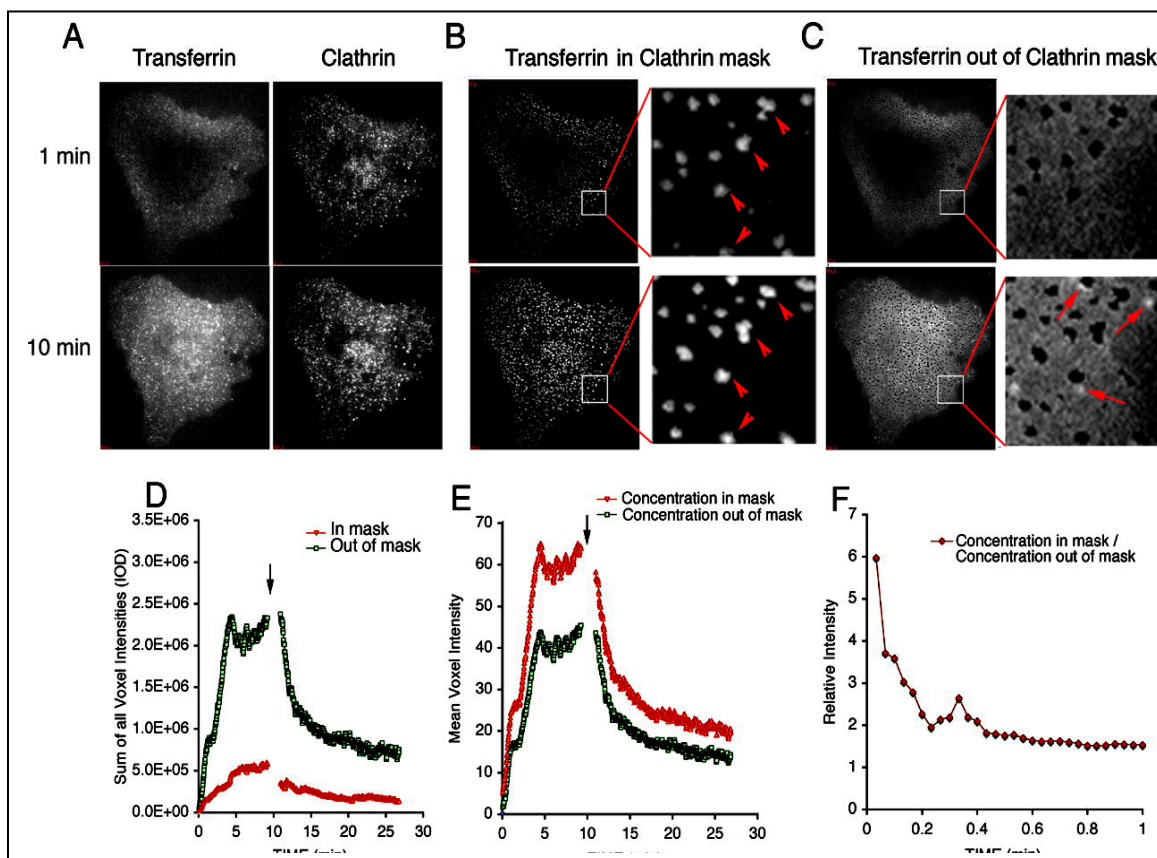 A
B
C
Transferrin
Clathrin
Transferrin in Clathrin mask
Transferrin out of Clathrin mask
1 min
10 min
D
3.5E+06
3.0E+06
2.5E+06
2.0E+06
1.5E+06
1.0E+06
5.0E+05
0.0E+00
Sum of all Voxel Intensities (IOD)
In mask
Out of mask
0 5 10 15 20 25 30
TIME (min)
E
70
60
50
40
30
20
10
0
Mean Voxel Intensity
Concentration in mask
Concentration out of mask
0 5 10 15 20 25 30
F
7
6
5
4
3
2
1
0
Relative Intensity
Concentration in mask /
Concentration out of mask
0 0.2 0.4 0.6 0.8 1
TIME (min)